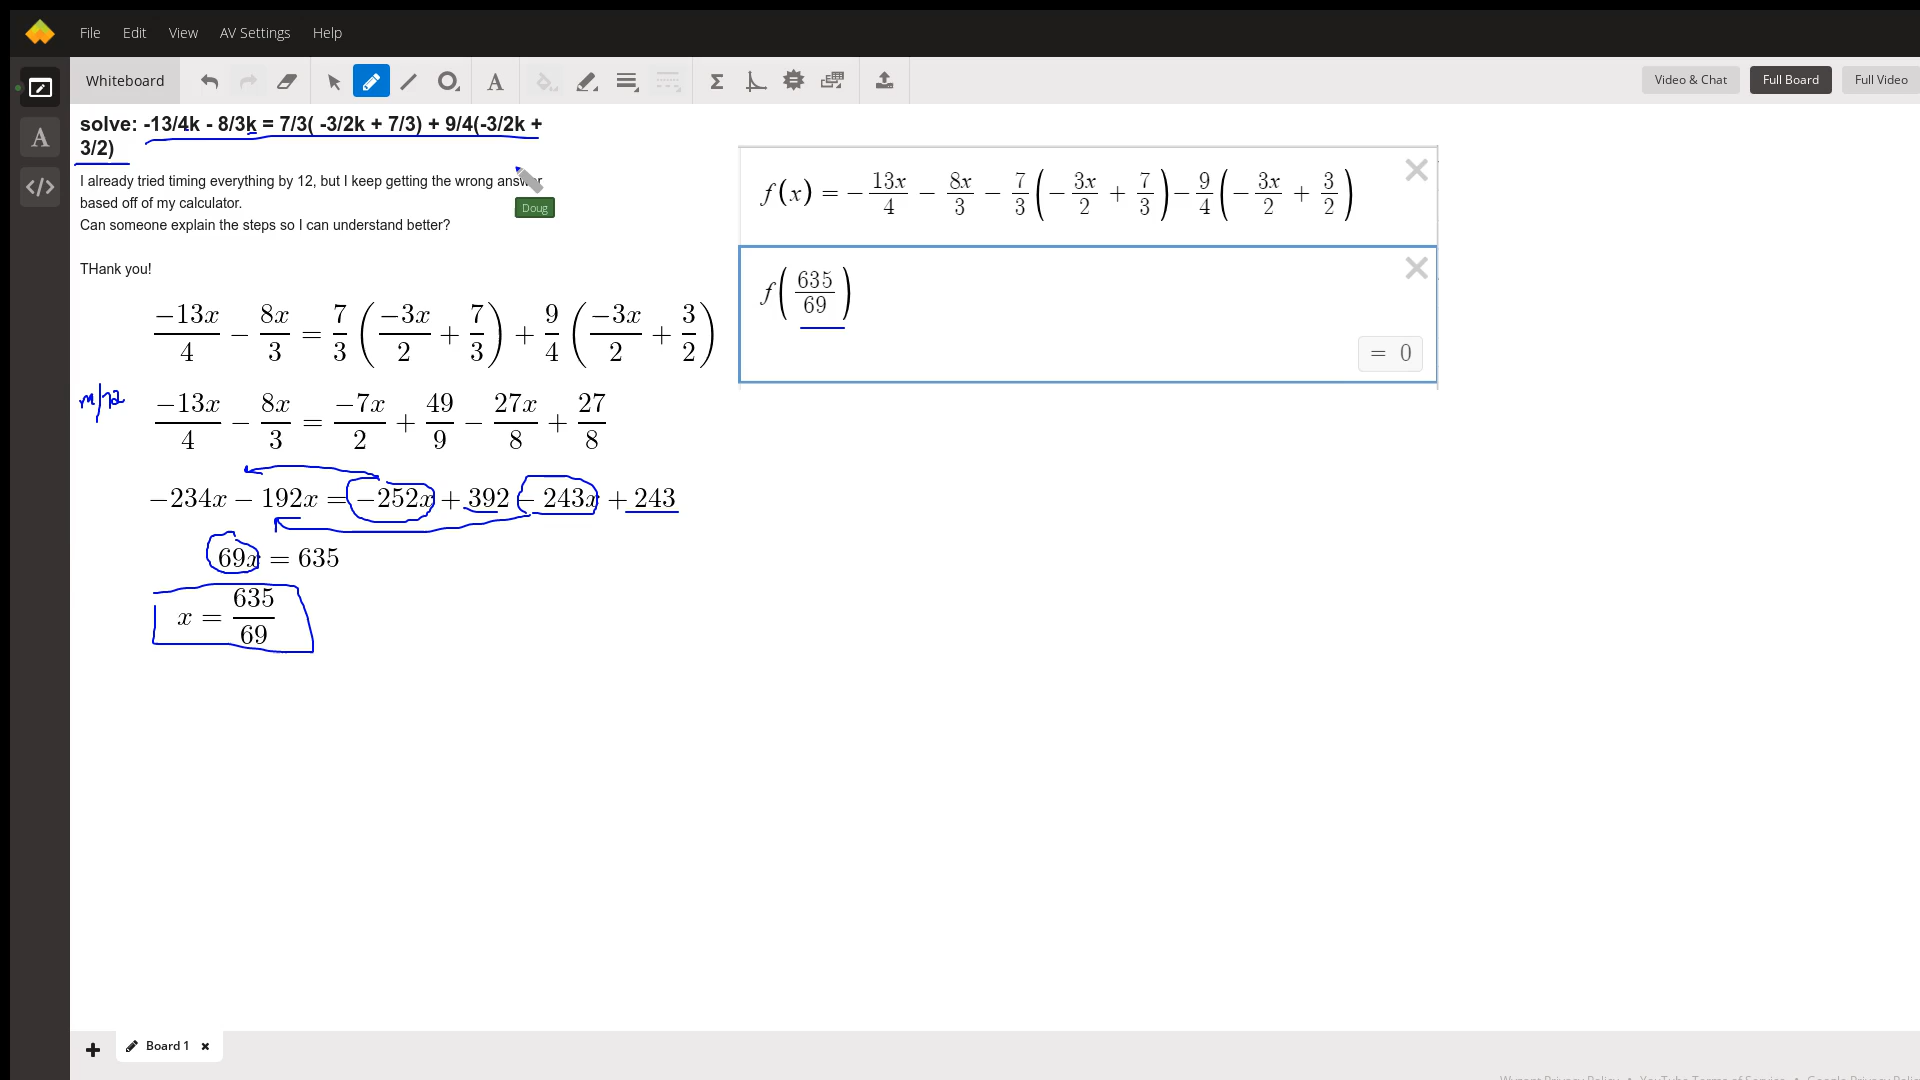 File Edit View AV Settings Help
Whiteboard
A
Σ
Video & Chat Full Board Full Video
A
</>
solve: -13/4k - 8/3k = 7/3( -3/2k + 7/3) + 9/4(-3/2k +
3/2)
I already tried timing everything by 12, but I keep getting the wrong answer
based off of my calculator.
Doug
Can someone explain the steps so I can understand better?
THank you!
−13x/4 − 8x/3 = 7/3 (−3x/2 + 7/3) + 9/4 (−3x/2 + 3/2)
m/72
−13x/4 − 8x/3 = −7x/2 + 49/9 − 27x/8 + 27/8
−234x − 192x = −252x + 392 − 243x + 243
69x = 635
x = 635/69
f(x) = − 13x/4 − 8x/3 − 7/3 (− 3x/2 + 7/3) − 9/4 (− 3x/2 + 3/2)
f(635/69)
= 0
Board 1